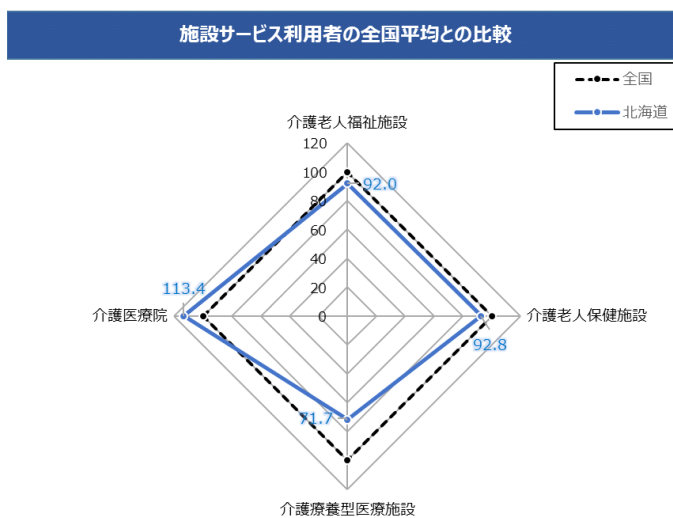 施設サービス利用者の全国平均との比較
全国
北海道
介護老人福祉施設
120
100
92.0
80
60
40
20
0
113.4
介護医療院
介護老人保健施設
92.8
71.7
介護療養型医療施設